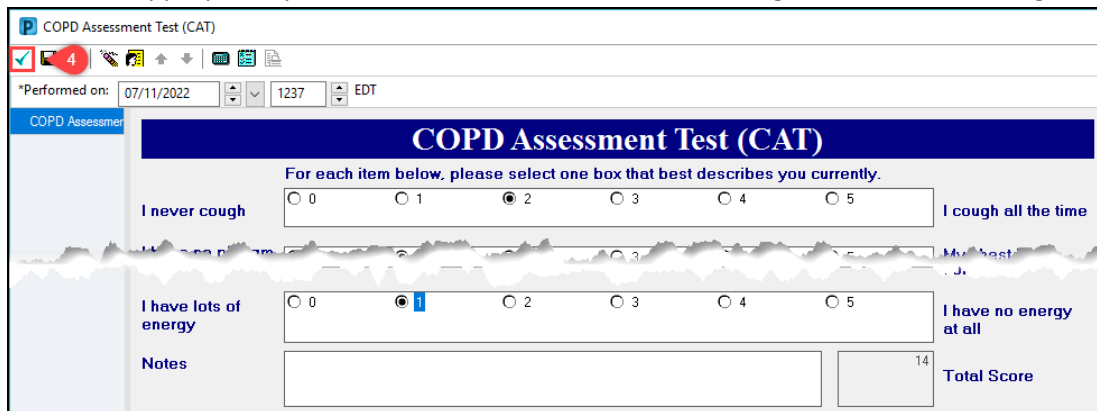 COPD Assessment Test (CAT)
4
*Performed on: 07/11/2022 1237 EDT
COPD Assessmer
COPD Assessment Test (CAT)
For each item below, please select one box that best describes you currently.
I never cough 0 1 2 3 4 5 I cough all the time
3
I have lots of energy 0 1 2 3 4 5 I have no energy at all
Notes 14 Total Score